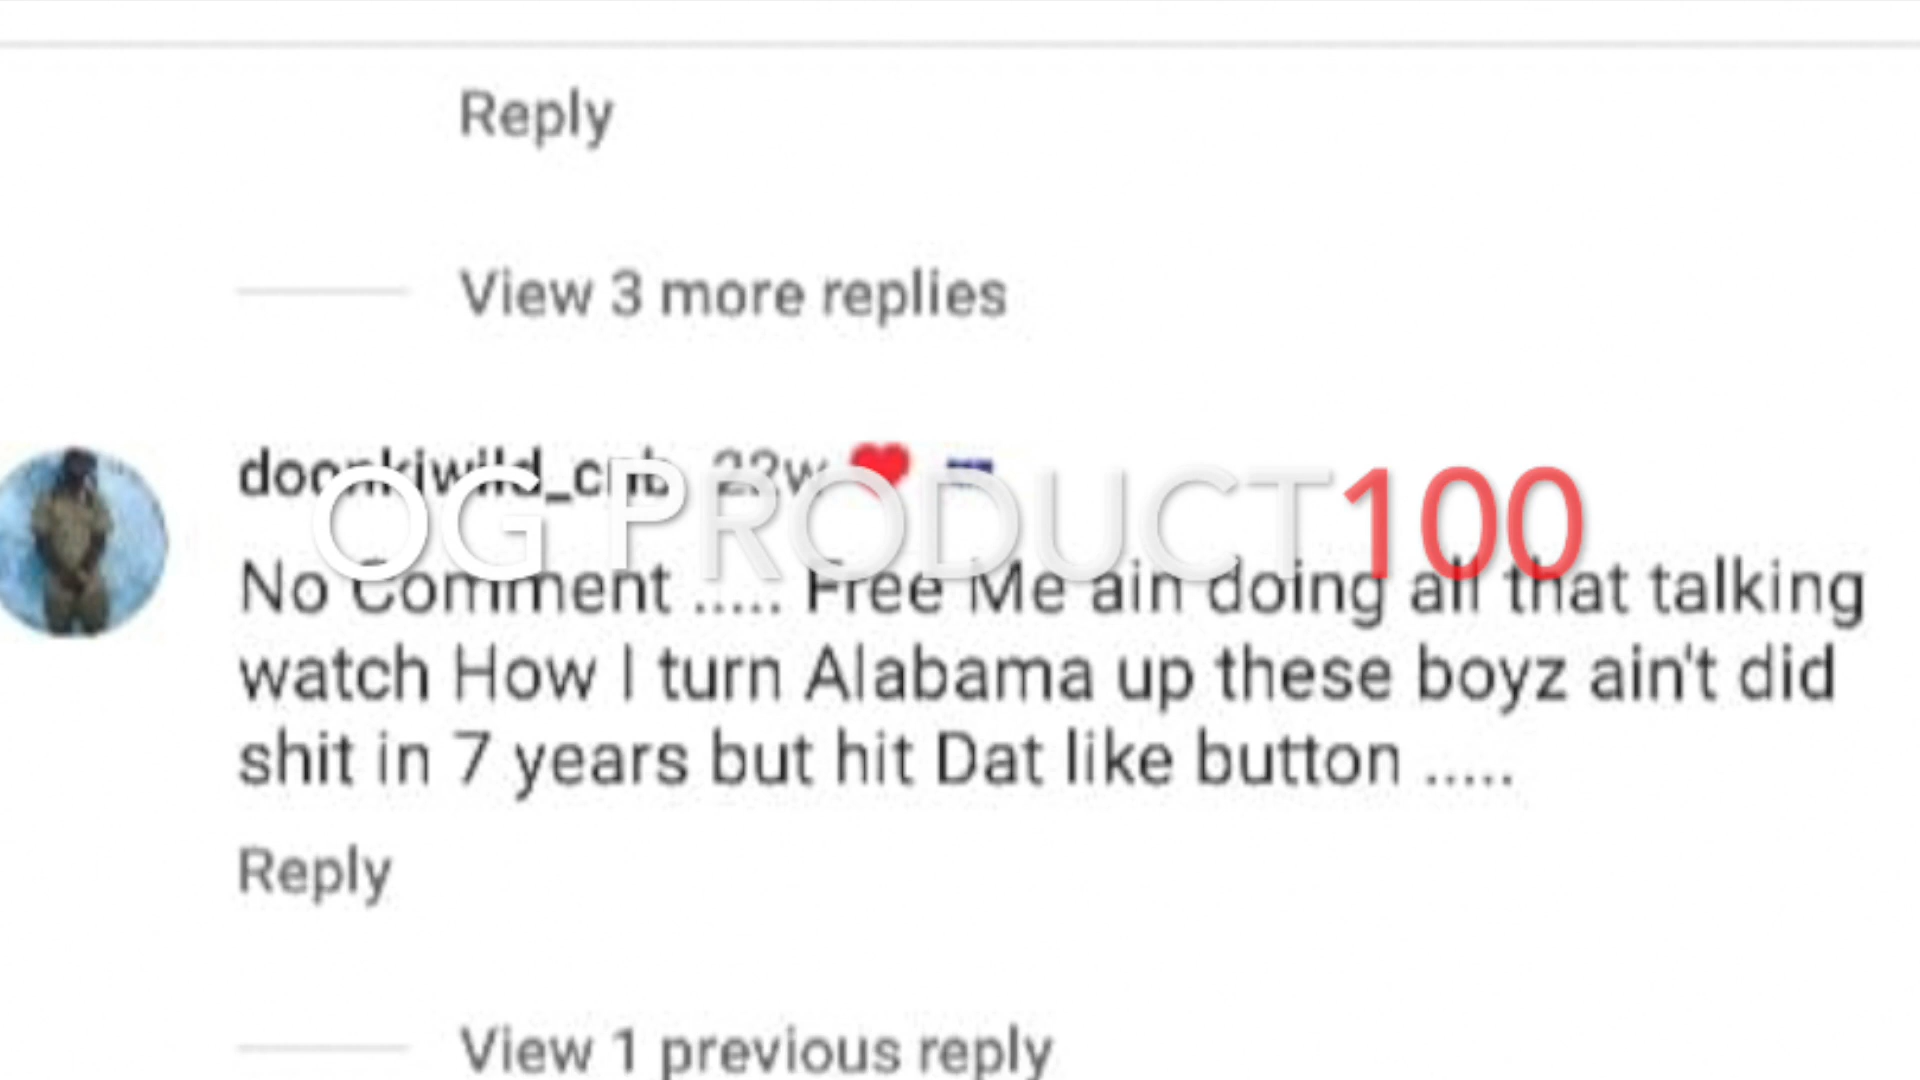 Reply
View 3 more replies
22w
OG PRODUCT100
No Comment ..... Free Me ain doing all that talking
watch How I turn Alabama up these boyz ain't did
shit in 7 years but hit Dat like button .....
Reply
View 1 previous reply